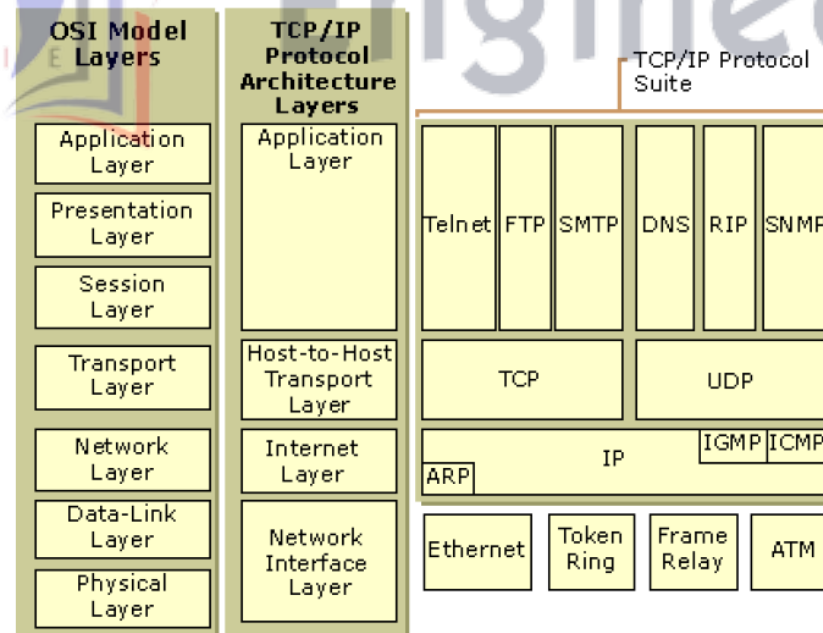 OSI Model
Layers
TCP/IP
Protocol
Architecture
Layers
TCP/IP Protocol
Suite
Application
Layer
Presentation
Layer
Session
Layer
Transport
Layer
Network
Layer
Data-Link
Layer
Physical
Layer
Application
Layer
Host-to-Host
Transport
Layer
Internet
Layer
Network
Interface
Layer
Telnet
FTP
SMTP
DNS
RIP
SNMP
TCP
UDP
IP
ARP
IGMP
ICMP
Ethernet
Token
Ring
Frame
Relay
ATM